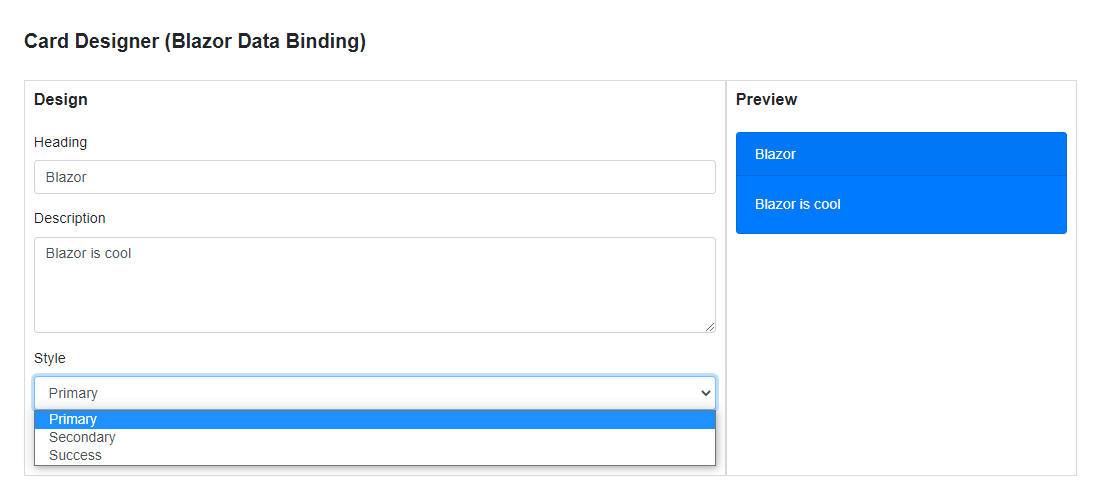 Card Designer (Blazor Data Binding)
Design
Heading
Blazor
Description
Blazor is cool
Style
Primary
Primary
Secondary
Success
Preview
Blazor
Blazor is cool